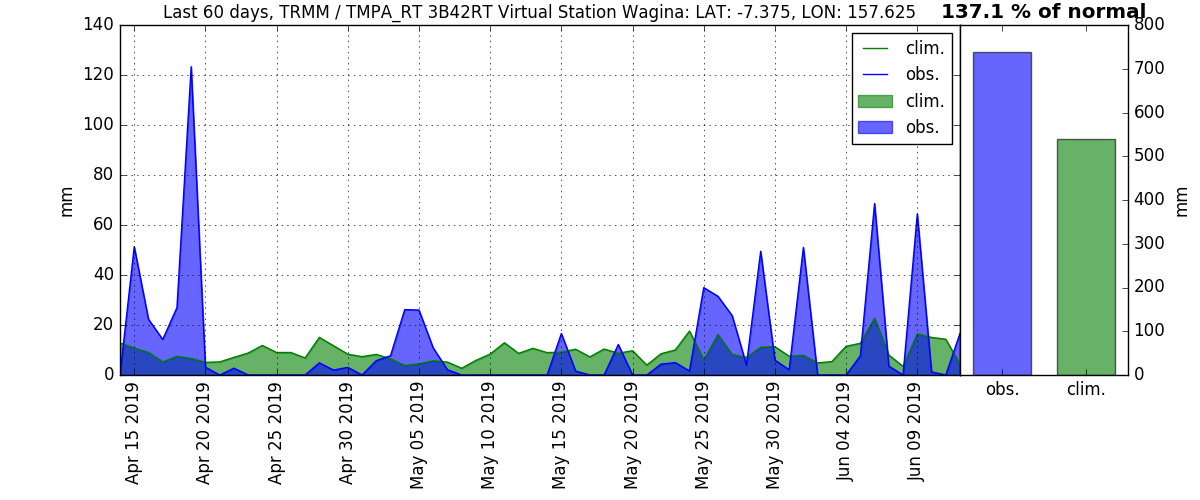 Last 60 days, TRMM / TMPA_RT 3B42RT Virtual Station Wagina: LAT: -7.375, LON: 157.625
137.1 % of normal
140
120
100
80
60
40
20
0
mm
clim.
obs.
clim.
obs.
800
700
600
500
400
300
200
100
0
mm
Apr 15 2019
Apr 20 2019
Apr 25 2019
Apr 30 2019
May 05 2019
May 10 2019
May 15 2019
May 20 2019
May 25 2019
May 30 2019
Jun 04 2019
Jun 09 2019
obs.
clim.